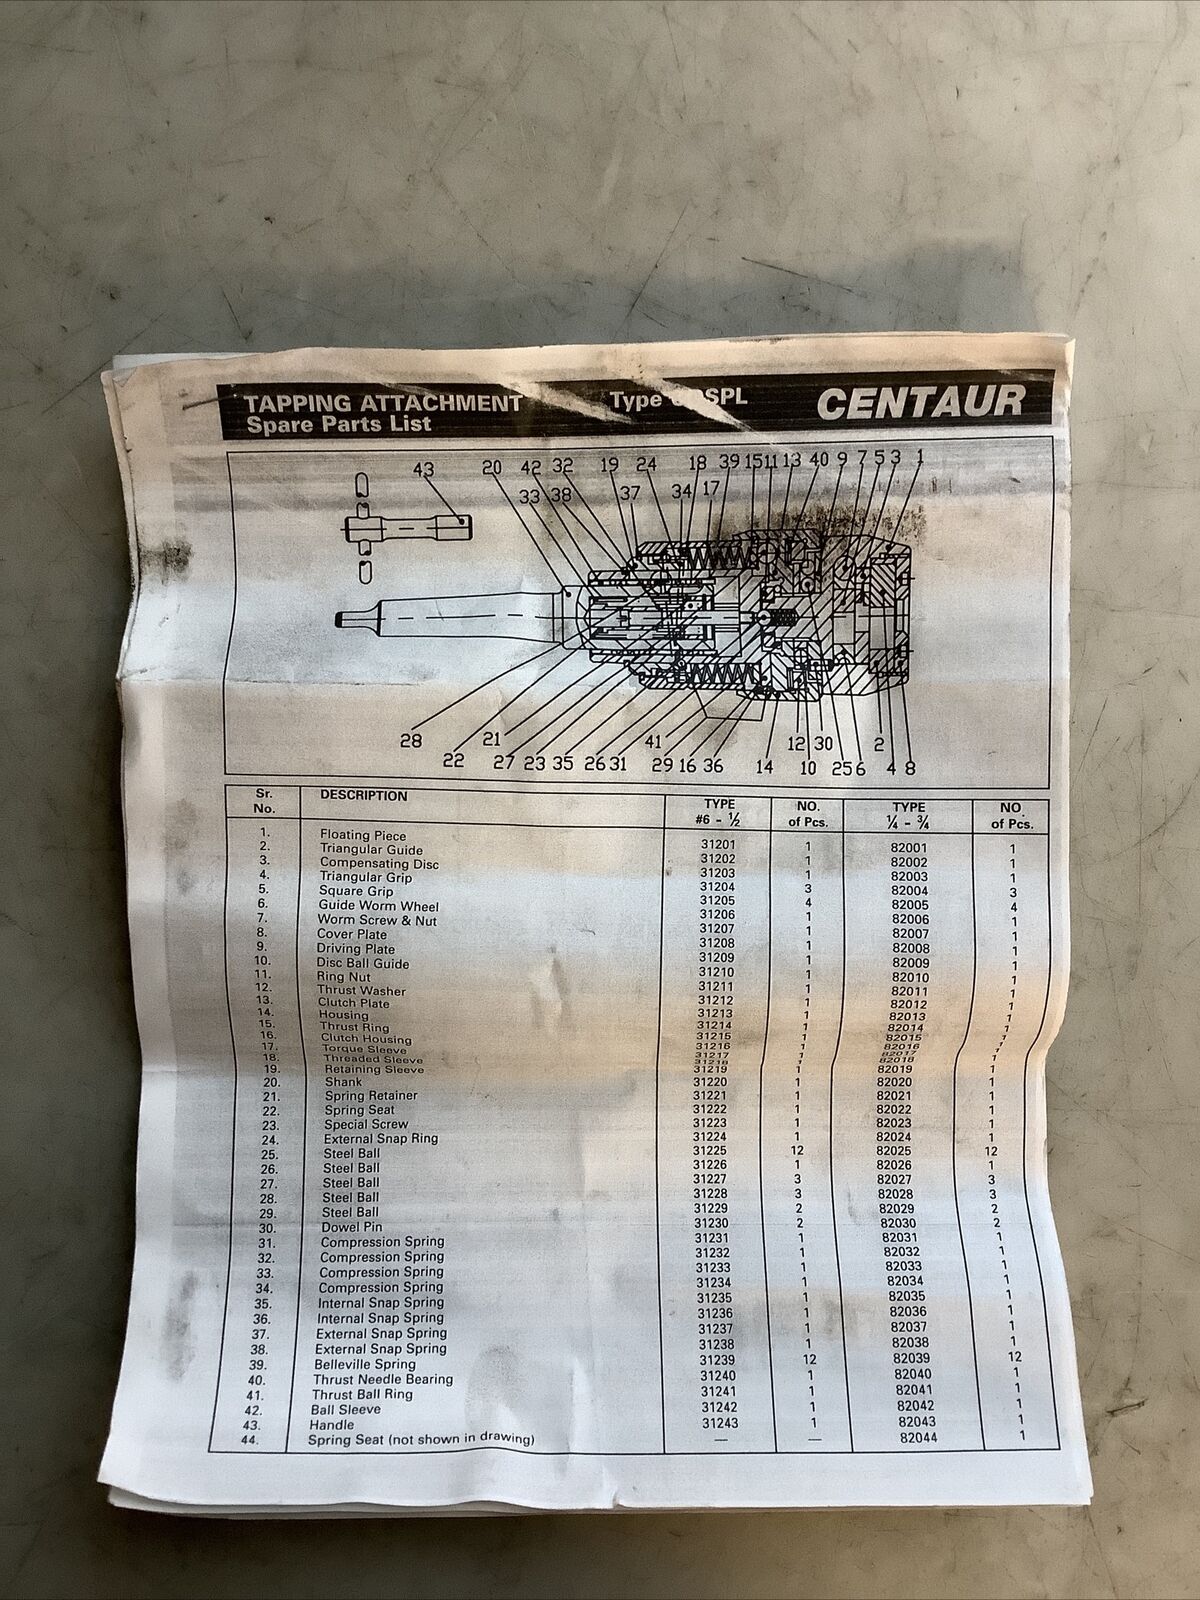 TAPPING ATTACHMENT Type SPL CENTAUR
Spare Parts List
43 20 42 32 19 24 18 39 15 11 13 40 9 7 5 3 1
33 38 37 34 17
28 21 41 12 30 2
22 27 23 35 26 31 29 16 36 14 10 25 6 4 8
Sr. No. DESCRIPTION TYPE #6 - ½ NO. of Pcs. TYPE ¼ - ¾ NO. of Pcs.
1. Floating Piece 31201 1 82001 1
2. Triangular Guide 31202 1 82002 1
3. Compensating Disc 31203 1 82003 1
4. Triangular Grip 31204 3 82004 3
5. Square Grip 31205 4 82005 4
6. Guide Worm Wheel 31206 1 82006 1
7. Worm Screw & Nut 31207 1 82007 1
8. Cover Plate 31208 1 82008 1
9. Driving Plate 31209 1 82009 1
10. Disc Ball Guide 31210 1 82010 1
11. Ring Nut 31211 1 82011 1
12. Thrust Washer 31212 1 82012 1
13. Clutch Plate 31213 1 82013 1
14. Housing 31214 1 82014 1
15. Thrust Ring 31215 1 82015 1
16. Clutch Housing 31216 1 82016 1
17. Torque Sleeve 31217 1 82017 1
18. Threaded Sleeve 31218 1 82018 1
19. Retaining Sleeve 31219 1 82019 1
20. Shank 31220 1 82020 1
21. Spring Retainer 31221 1 82021 1
22. Spring Seat 31222 1 82022 1
23. Special Screw 31223 1 82023 1
24. External Snap Ring 31224 1 82024 1
25. Steel Ball 31225 12 82025 12
26. Steel Ball 31226 1 82026 1
27. Steel Ball 31227 3 82027 3
28. Steel Ball 31228 3 82028 3
29. Steel Ball 31229 2 82029 2
30. Dowel Pin 31230 2 82030 2
31. Compression Spring 31231 1 82031 1
32. Compression Spring 31232 1 82032 1
33. Compression Spring 31233 1 82033 1
34. Compression Spring 31234 1 82034 1
35. Internal Snap Spring 31235 1 82035 1
36. Internal Snap Spring 31236 1 82036 1
37. External Snap Spring 31237 1 82037 1
38. External Snap Spring 31238 1 82038 1
39. Belleville Spring 31239 12 82039 12
40. Thrust Needle Bearing 31240 1 82040 1
41. Thrust Ball Ring 31241 1 82041 1
42. Ball Sleeve 31242 1 82042 1
43. Handle 31243 1 82043 1
44. Spring Seat (not shown in drawing) — — 82044 1